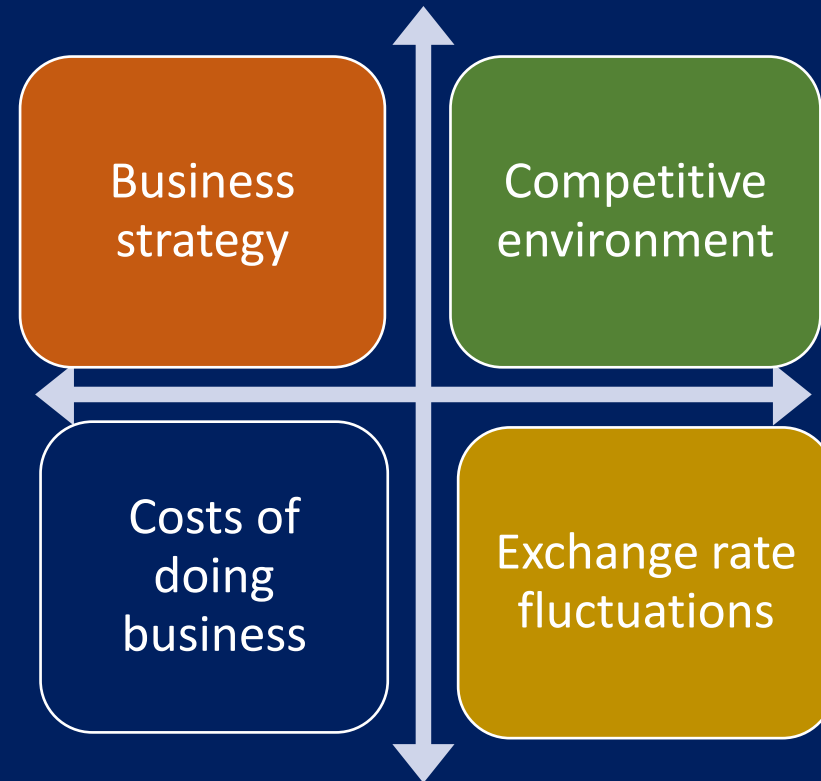 Business
strategy
Competitive
environment
Costs of
doing
business
Exchange rate
fluctuations